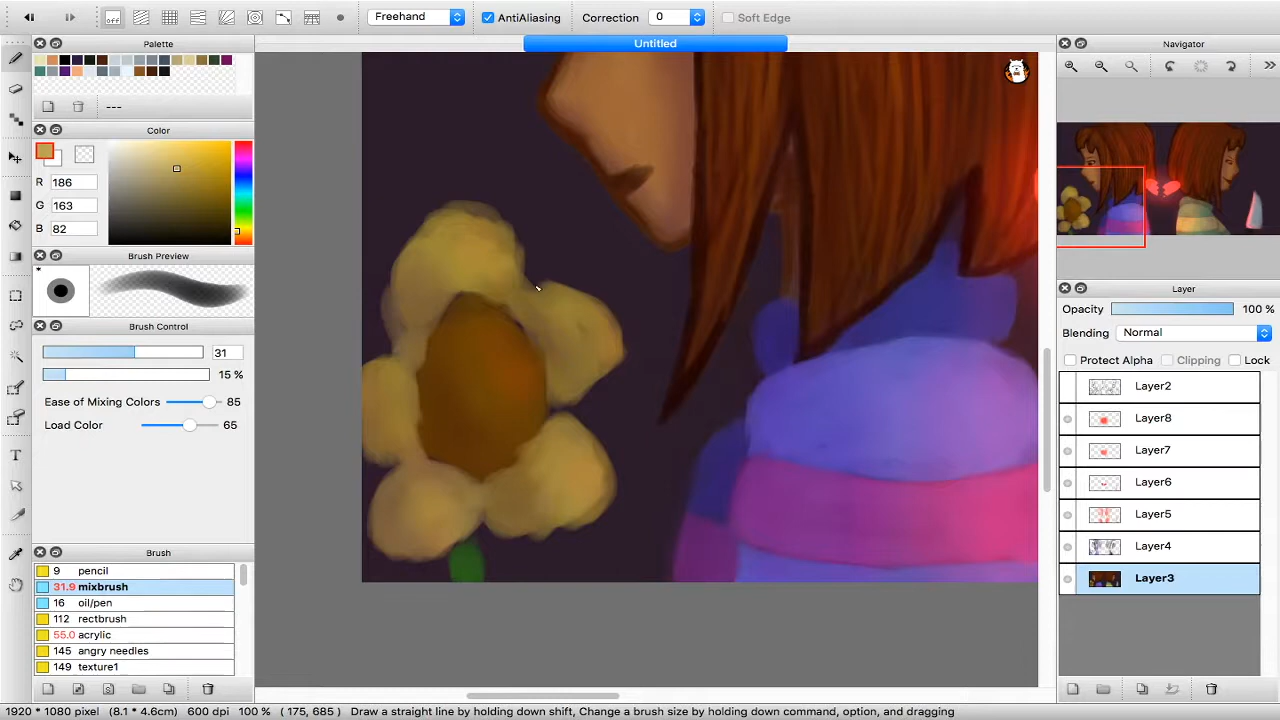 Freehand
AntiAliasing
Correction
0
Soft Edge
Untitled
Palette
---
Color
R
186
G
163
B
82
Brush Preview
*
Brush Control
31
15 %
Ease of Mixing Colors
85
Load Color
65
Brush
9 pencil
31.9 mixbrush
16 oil/pen
112 rectbrush
55.0 acrylic
145 angry needles
149 texture1
Navigator
Layer
Opacity
100 %
Blending
Normal
Protect Alpha
Clipping
Lock
Layer2
Layer8
Layer7
Layer6
Layer5
Layer4
Layer3
1920 * 1080 pixel (8.1 * 4.6cm) 600 dpi 100 % ( 175, 685 ) Draw a straight line by holding down shift, Change a brush size by holding down command, option, and dragging